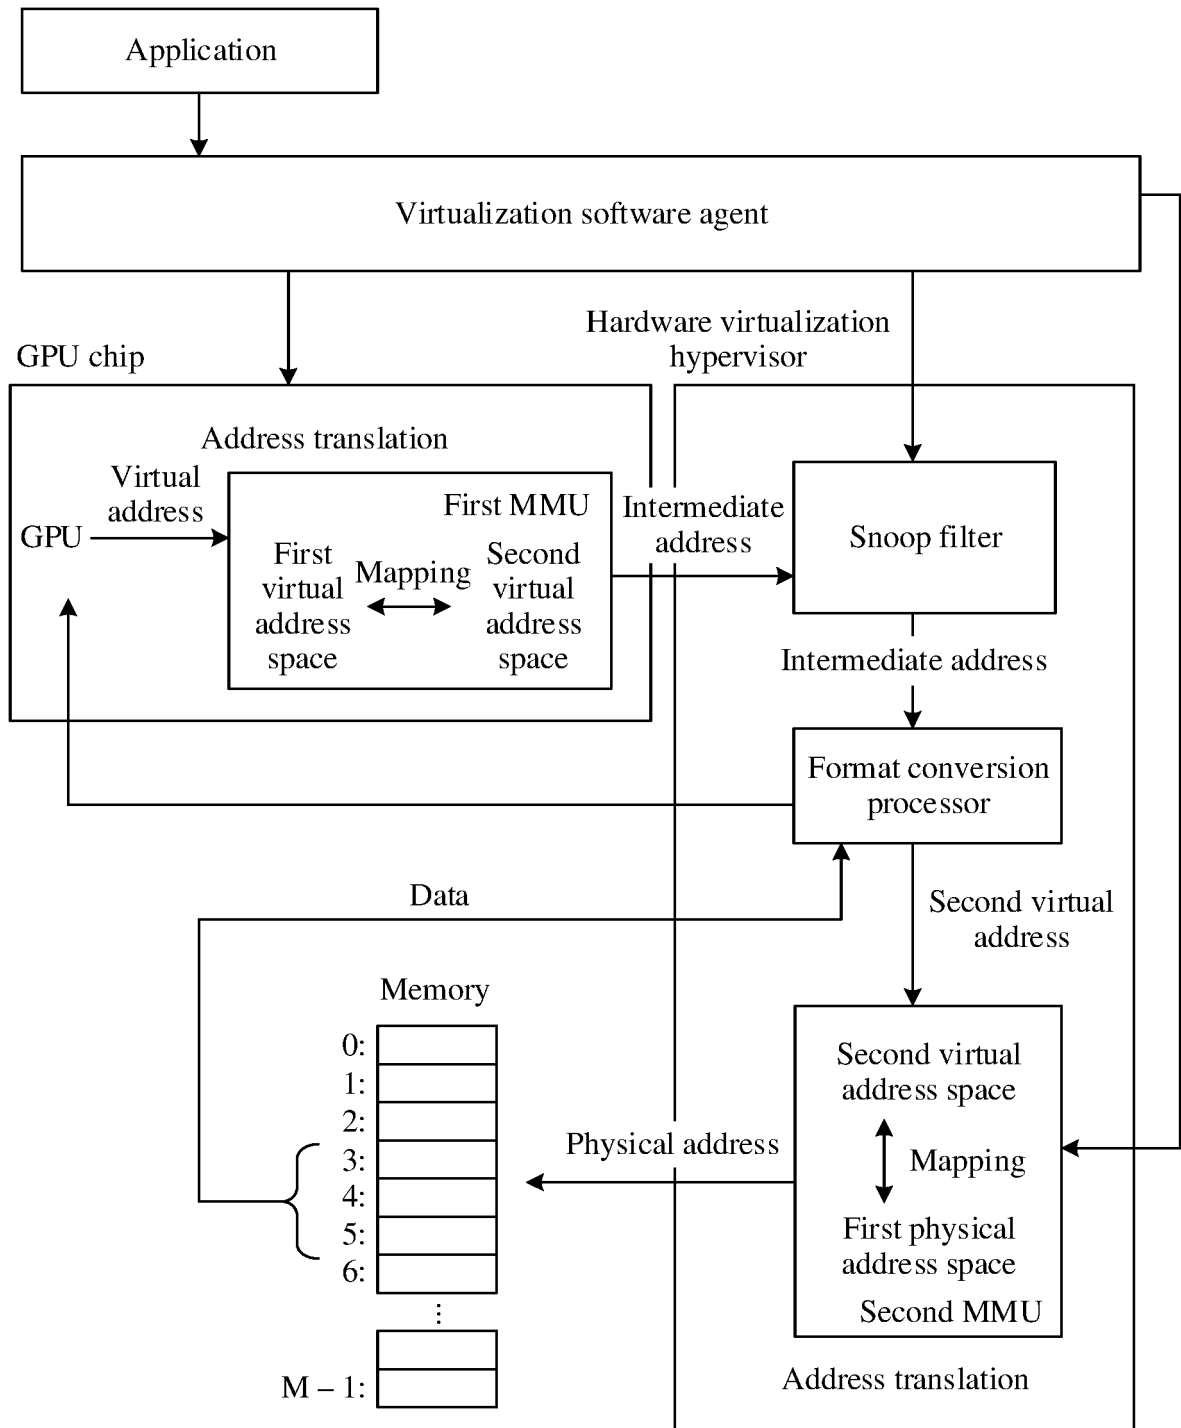 Application
Virtualization software agent
Hardware virtualization
hypervisor
GPU chip
Address translation
Virtual
address
GPU
First MMU
First
virtual
address
space
Mapping
Second
virtual
address
space
Intermediate
address
Snoop filter
Intermediate address
Format conversion
processor
Data
Second virtual
address
Memory
0:
1:
2:
3:
4:
5:
6:
⋮
M – 1:
Physical address
Second virtual
address space
Mapping
First physical
address space
Second MMU
Address translation